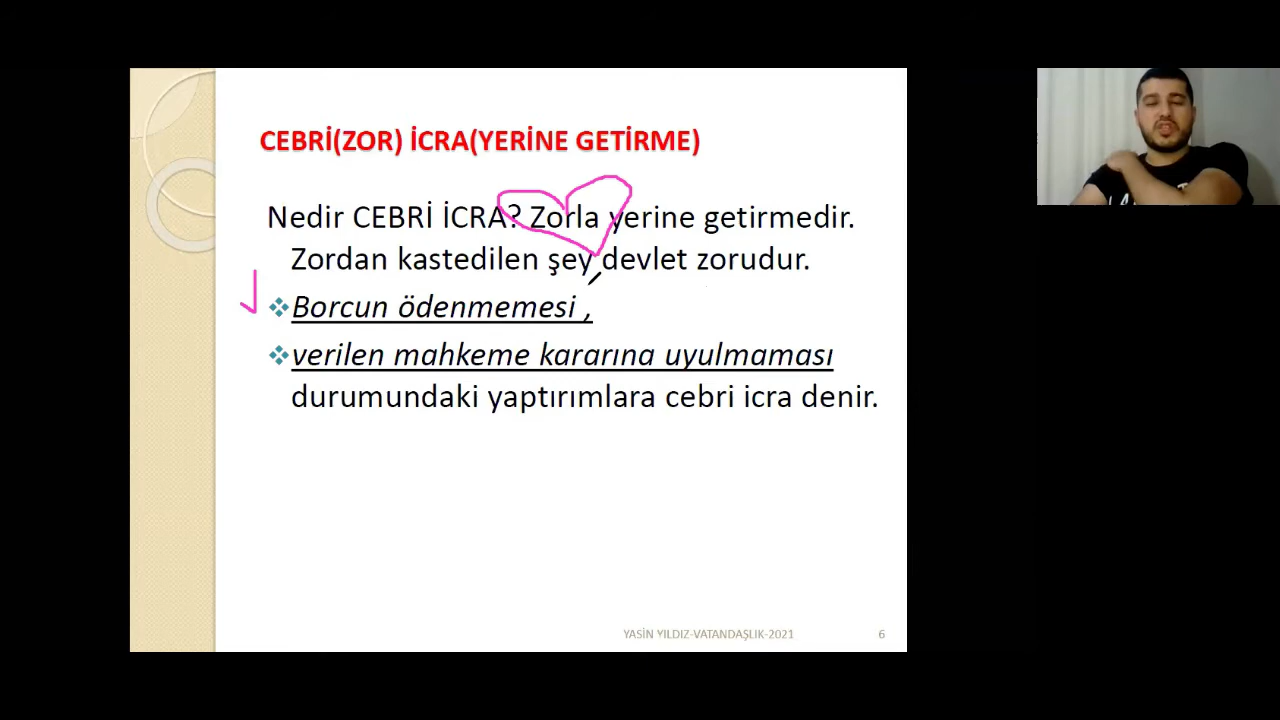 CEBRİ(ZOR) İCRA(YERİNE GETİRME)
Nedir CEBRİ İCRA? Zorla yerine getirmedir.
Zordan kastedilen şey devlet zorudur.
Borcun ödenmemesi ,
verilen mahkeme kararına uyulmaması
durumundaki yaptırımlara cebri icra denir.
YASİN YILDIZ-VATANDAŞLIK-2021 6